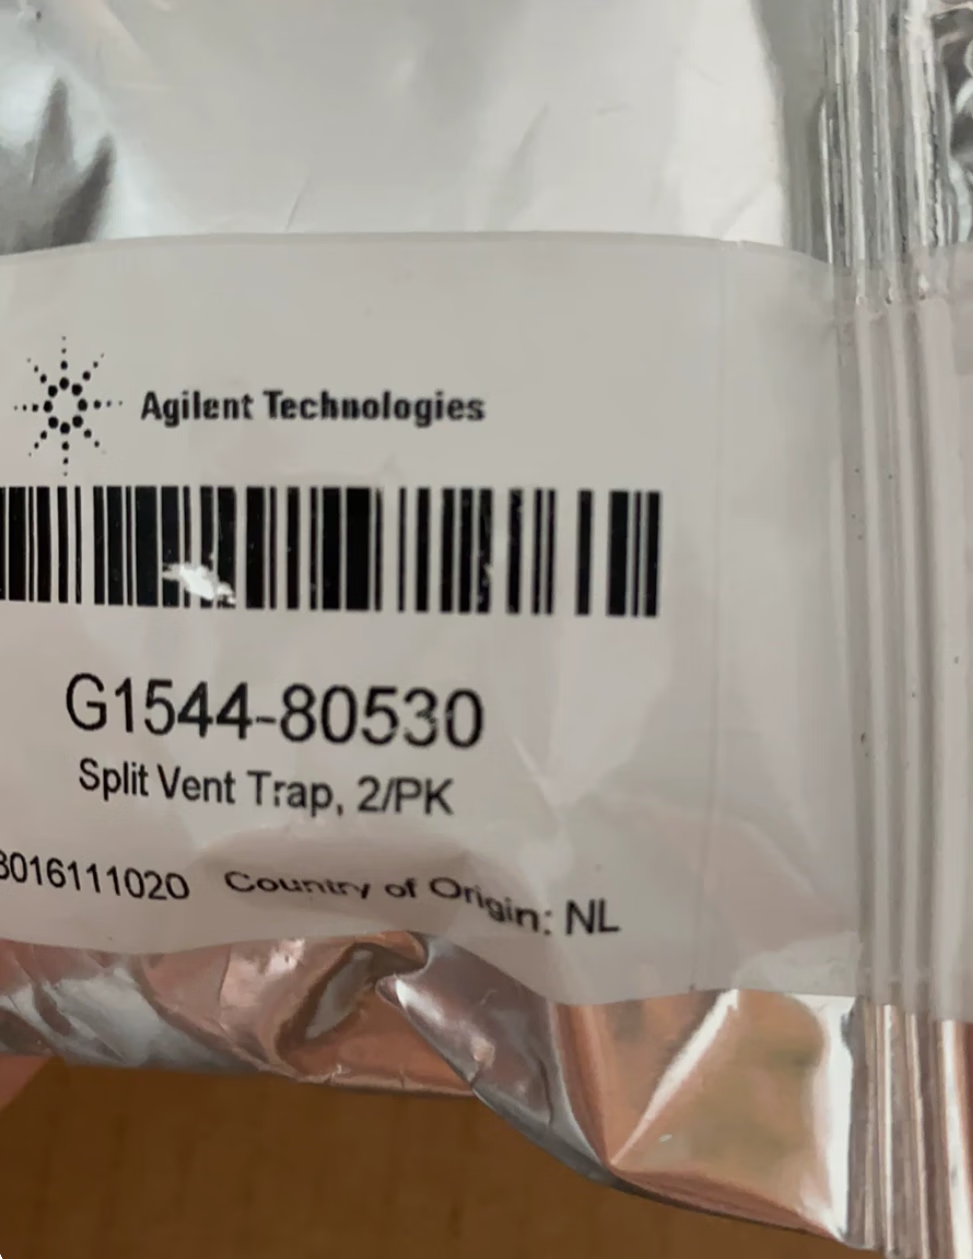 Agilent Technologies
G1544-80530
Split Vent Trap, 2/PK
3016111020 Country of Origin: NL